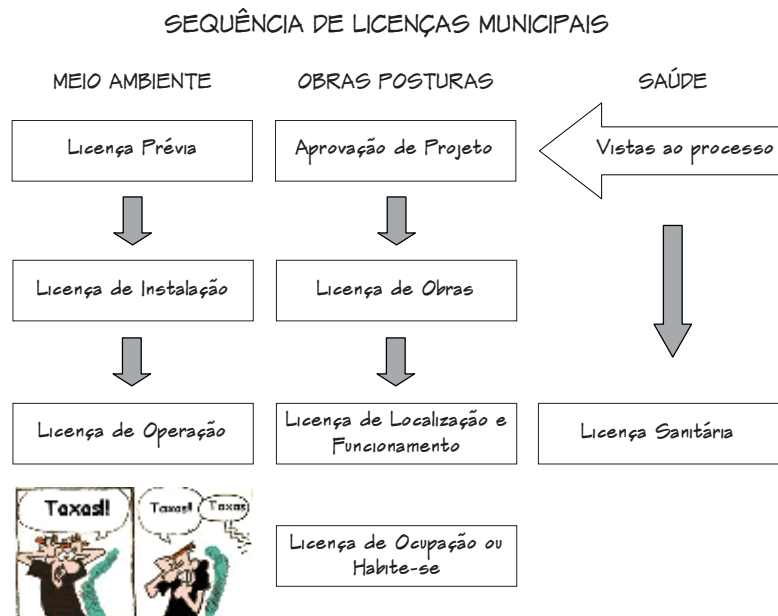 SEQUÊNCIA DE LICENÇAS MUNICIPAIS
MEIO AMBIENTE
OBRAS POSTURAS
SAÚDE
Licença Prévia
Aprovação de Projeto
Vistas ao processo
Licença de Instalação
Licença de Obras
Licença de Operação
Licença de Localização e
Funcionamento
Licença Sanitária
Taxas!!
Taxas!!
Taxas
Licença de Ocupação ou
Habite-se